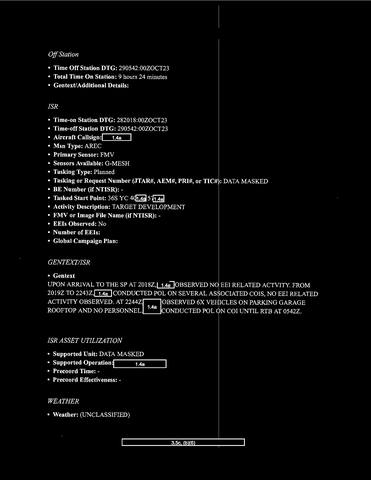 Off Station
• Time Off Station DTG: 290542:00ZOCT23
• Total Time On Station: 9 hours 24 minutes
• Gentext/Additional Details:
ISR
• Time-on Station DTG: 282018:00ZOCT23
• Time-off Station DTG: 290542:00ZOCT23
• Aircraft Callsign: 1.4a
• Msn Type: AREC
• Primary Sensor: FMV
• Sensors Available: G-MESH
• Tasking Type: Planned
• Tasking or Request Number (JTAR#, AEM#, PRI#, or TIC#): DATA MASKED
• BE Number (if NTISR): -
• Tasked Start Point: 36S YC 1.4a 1.4a
• Activity Description: TARGET DEVELOPMENT
• FMV or Image File Name (if NTISR): -
• EEIs Observed: No
• Number of EEIs:
• Global Campaign Plan:
GENTEXT/ISR
• Gentext
UPON ARRIVAL TO THE SP AT 2018Z, 1.4a OBSERVED NO EEI RELATED ACTVITY. FROM
2019Z TO 2243Z, 1.4a CONDUCTED POL ON SEVERAL ASSOCIATED COIS, NO EEI RELATED
ACTIVITY OBSERVED. AT 2244Z, 1.4a OBSERVED 6X VEHICLES ON PARKING GARAGE
ROOFTOP AND NO PERSONNEL. CONDUCTED POL ON COI UNTIL RTB AT 0542Z.
ISR ASSET UTILIZATION
• Supported Unit: DATA MASKED
• Supported Operation: 1.4a
• Precoord Time: -
• Precoord Effectiveness: -
WEATHER
• Weather: (UNCLASSIFIED)
3.5c, (b)(6)